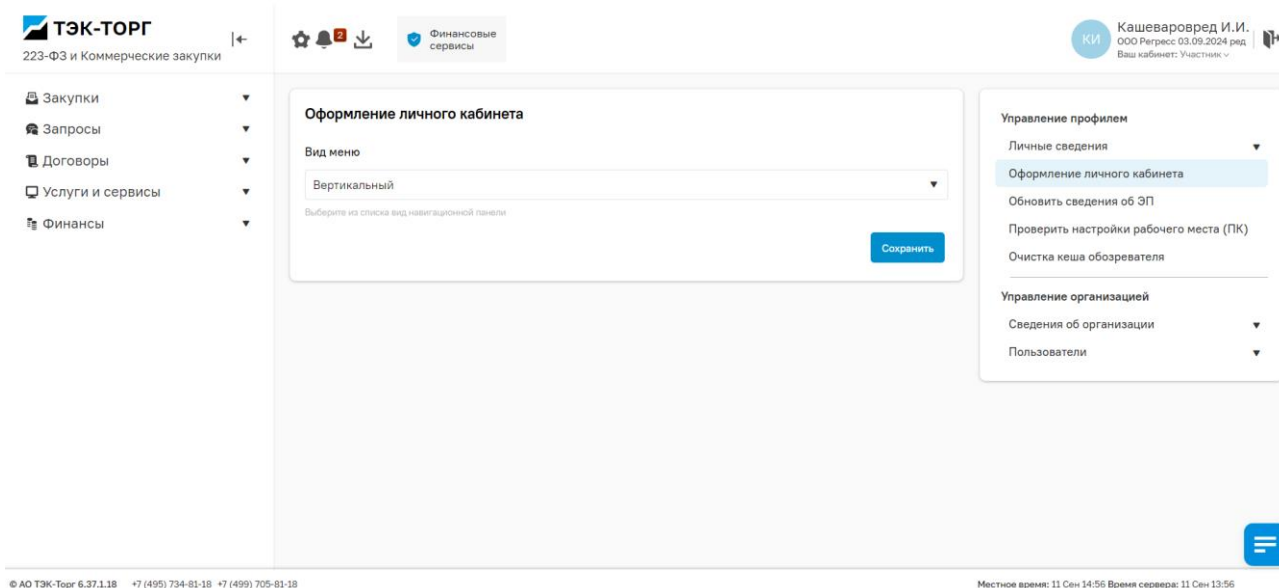 ТЭК-ТОРГ
223-ФЗ и Коммерческие закупки
2
Финансовые
сервисы
КИ
Кашеваровред И.И.
ООО Регресс 03.09.2024 ред
Ваш кабинет: Участник
Закупки
Запросы
Договоры
Услуги и сервисы
Финансы
Оформление личного кабинета
Вид меню
Вертикальный
Выберите из списка вид навигационной панели
Сохранить
Управление профилем
Личные сведения
Оформление личного кабинета
Обновить сведения об ЭП
Проверить настройки рабочего места (ПК)
Очистка кеша обозревателя
Управление организацией
Сведения об организации
Пользователи
© АО ТЭК-Торг 6.37.1.18 +7 (495) 734-81-18 +7 (499) 705-81-18
Местное время: 11 Сен 14:56 Время сервера: 11 Сен 13:56